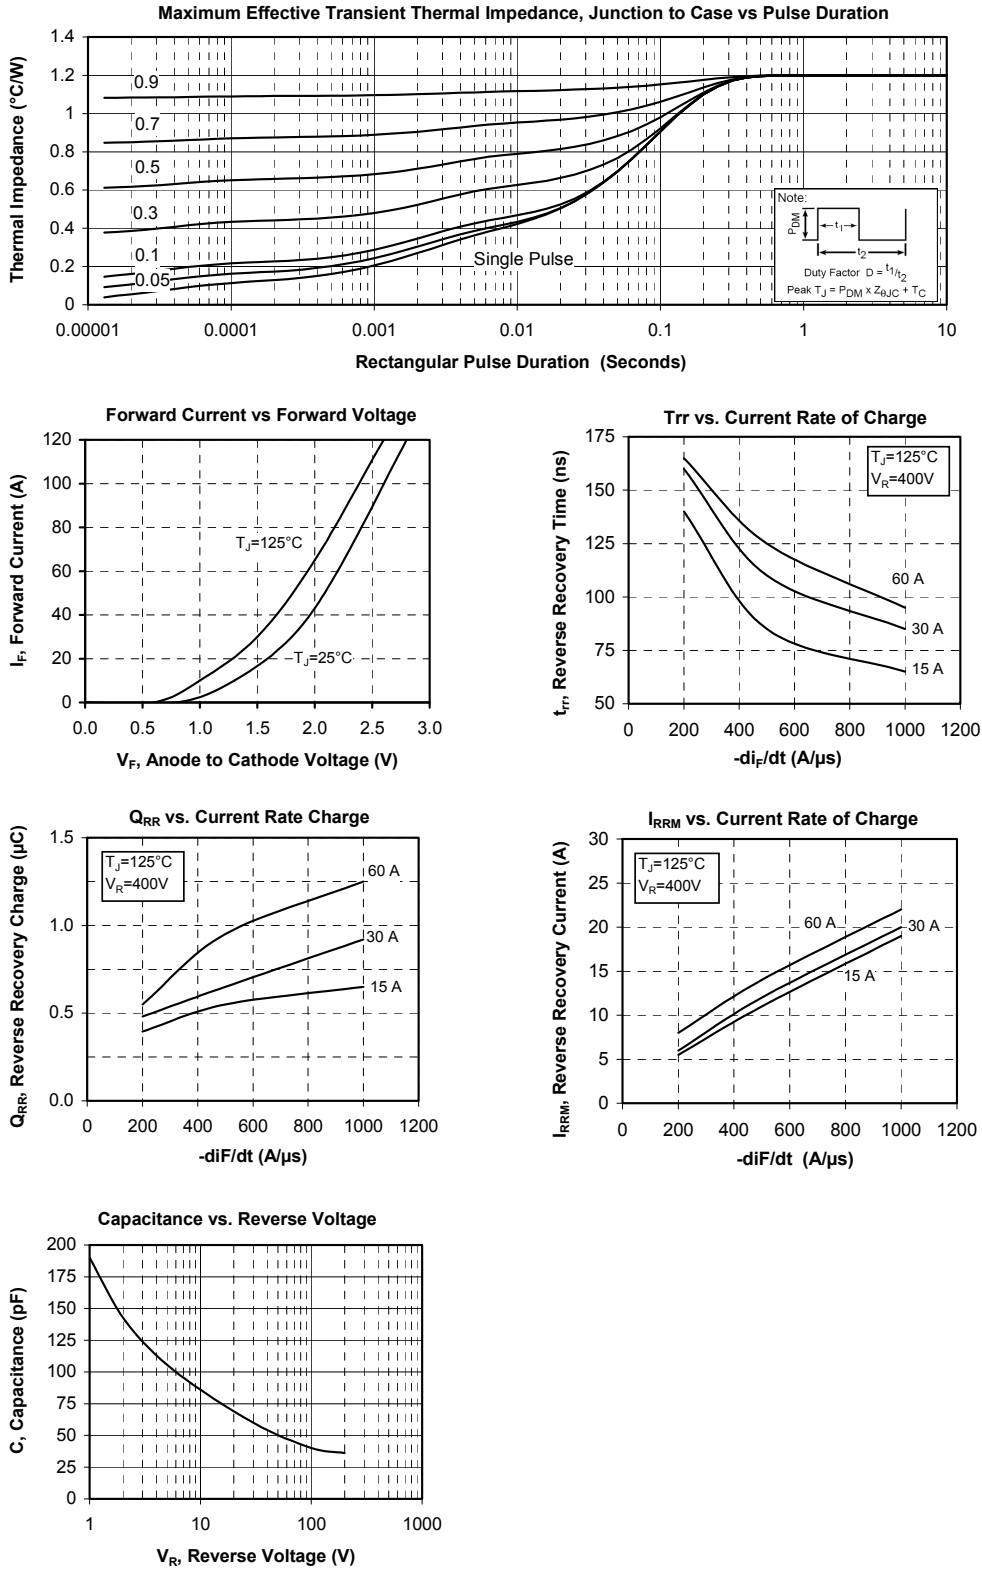 Maximum Effective Transient Thermal Impedance, Junction to Case vs Pulse Duration
Thermal Impedance (°C/W)
1.4
1.2
1
0.8
0.6
0.4
0.2
0
0.9
0.7
0.5
0.3
0.1
0.05
Single Pulse
Note:
PDM
t1
t2
Duty Factor D = t1/t2
Peak TJ = PDM x ZθJC + TC
0.00001 0.0001 0.001 0.01 0.1 1 10
Rectangular Pulse Duration (Seconds)
Forward Current vs Forward Voltage
IF, Forward Current (A)
120
100
80
60
40
20
0
TJ=125°C
TJ=25°C
0.0 0.5 1.0 1.5 2.0 2.5 3.0
VF, Anode to Cathode Voltage (V)
Trr vs. Current Rate of Charge
trr, Reverse Recovery Time (ns)
175
150
125
100
75
50
TJ=125°C
VR=400V
60 A
30 A
15 A
0 200 400 600 800 1000 1200
-diF/dt (A/µs)
QRR vs. Current Rate Charge
QRR, Reverse Recovery Charge (µC)
1.5
1.0
0.5
0.0
TJ=125°C
VR=400V
60 A
30 A
15 A
0 200 400 600 800 1000 1200
-diF/dt (A/µs)
IRRM vs. Current Rate of Charge
IRRM, Reverse Recovery Current (A)
30
25
20
15
10
5
0
TJ=125°C
VR=400V
60 A
30 A
15 A
0 200 400 600 800 1000 1200
-diF/dt (A/µs)
Capacitance vs. Reverse Voltage
C, Capacitance (pF)
200
175
150
125
100
75
50
25
0
1 10 100 1000
VR, Reverse Voltage (V)